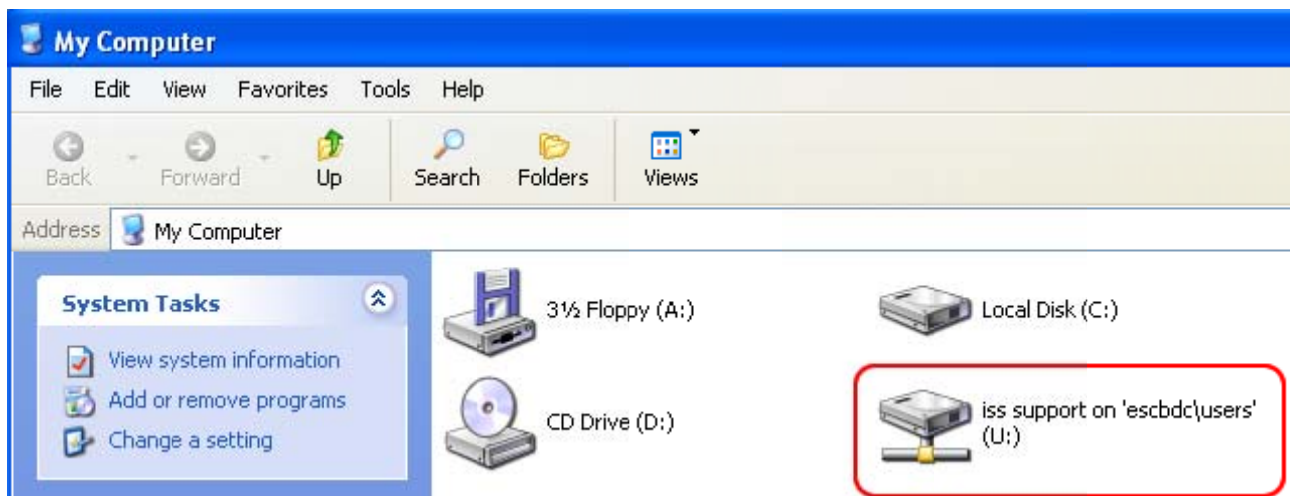 My Computer
File Edit View Favorites Tools Help
Back Forward Up Search Folders Views
Address My Computer
System Tasks
View system information
Add or remove programs
Change a setting
3½ Floppy (A:)
Local Disk (C:)
CD Drive (D:)
iss support on 'escbdc\users'
(U:)